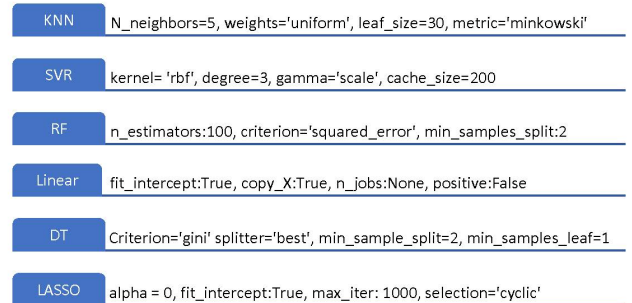 KNN N_neighbors=5, weights='uniform', leaf_size=30, metric='minkowski'
SVR kernel= 'rbf', degree=3, gamma='scale', cache_size=200
RF n_estimators:100, criterion='squared_error', min_samples_split:2
Linear fit_intercept:True, copy_X:True, n_jobs:None, positive:False
DT Criterion='gini' splitter='best', min_sample_split=2, min_samples_leaf=1
LASSO alpha = 0, fit_intercept:True, max_iter: 1000, selection='cyclic'